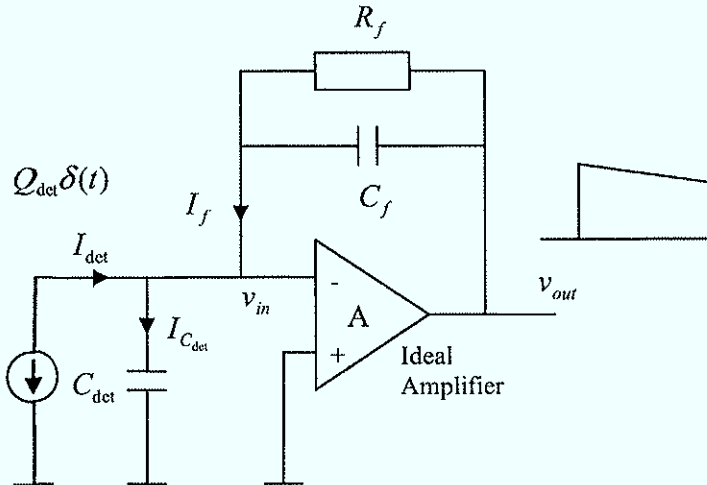 R_f
C_f
Q_det δ(t)
I_f
I_det
v_in
I_C_det
C_det
-
A
+
Ideal
Amplifier
v_out